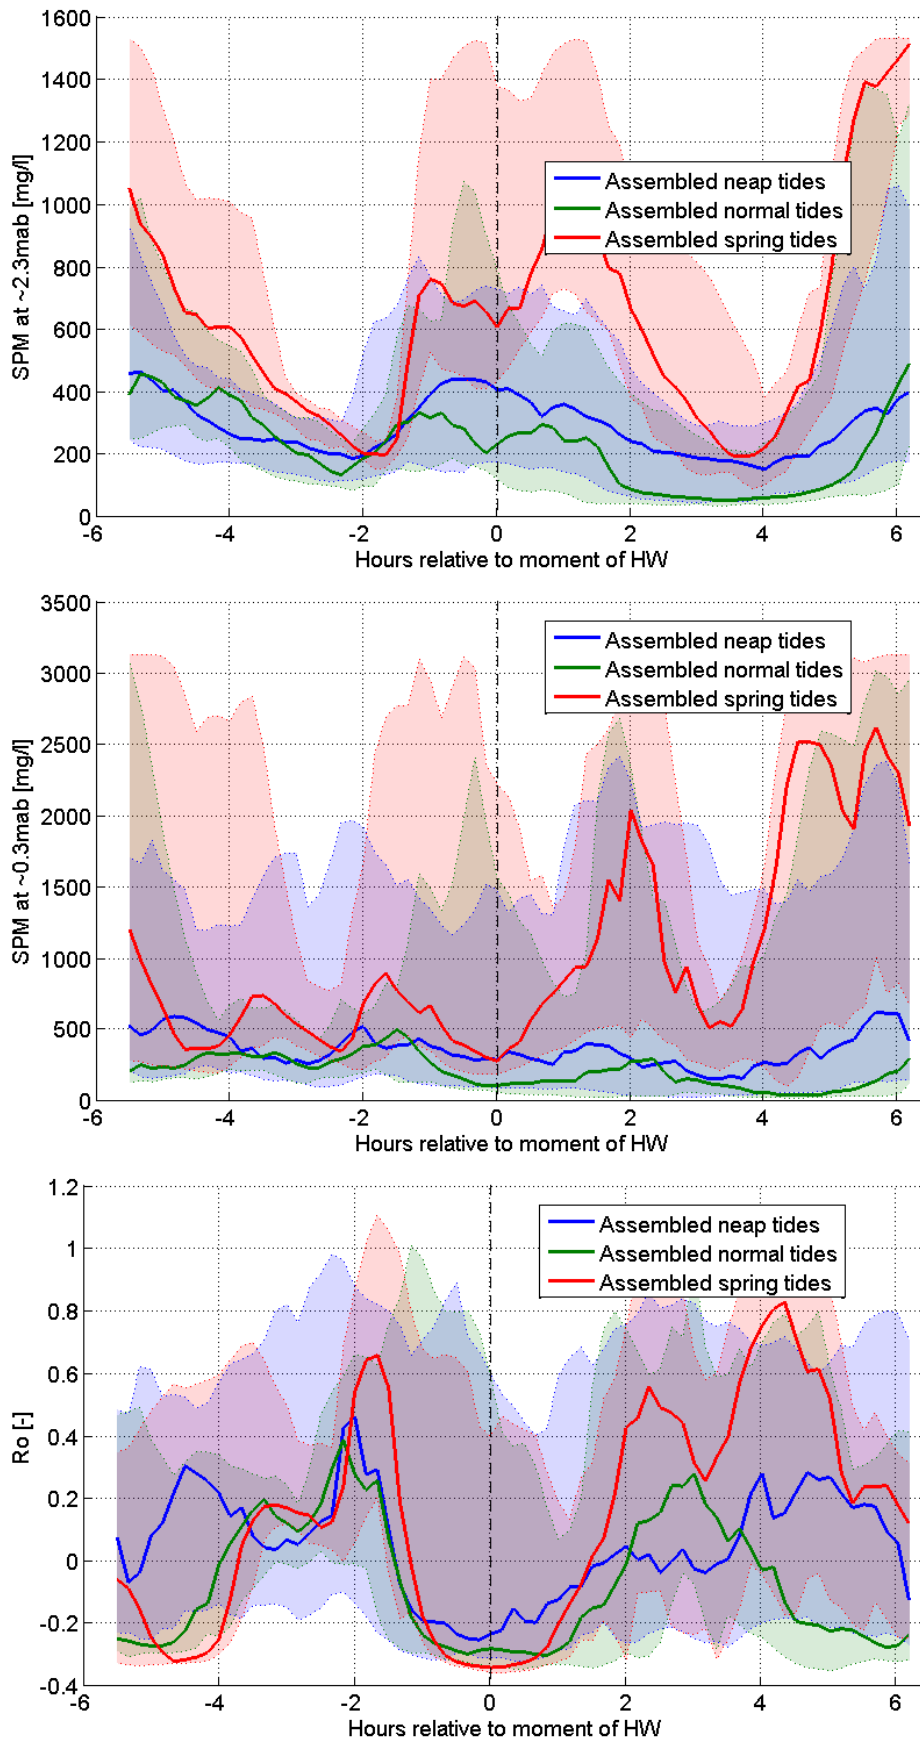 1600
1400
1200
1000
800
600
400
200
0
SPM at ~2.3mab [mg/l]
Assembled neap tides
Assembled normal tides
Assembled spring tides
-6 -4 -2 0 2 4 6
Hours relative to moment of HW
3500
3000
2500
2000
1500
1000
500
0
SPM at ~0.3mab [mg/l]
Assembled neap tides
Assembled normal tides
Assembled spring tides
-6 -4 -2 0 2 4 6
Hours relative to moment of HW
1.2
1
0.8
0.6
0.4
0.2
0
-0.2
-0.4
Ro [-]
Assembled neap tides
Assembled normal tides
Assembled spring tides
-6 -4 -2 0 2 4 6
Hours relative to moment of HW